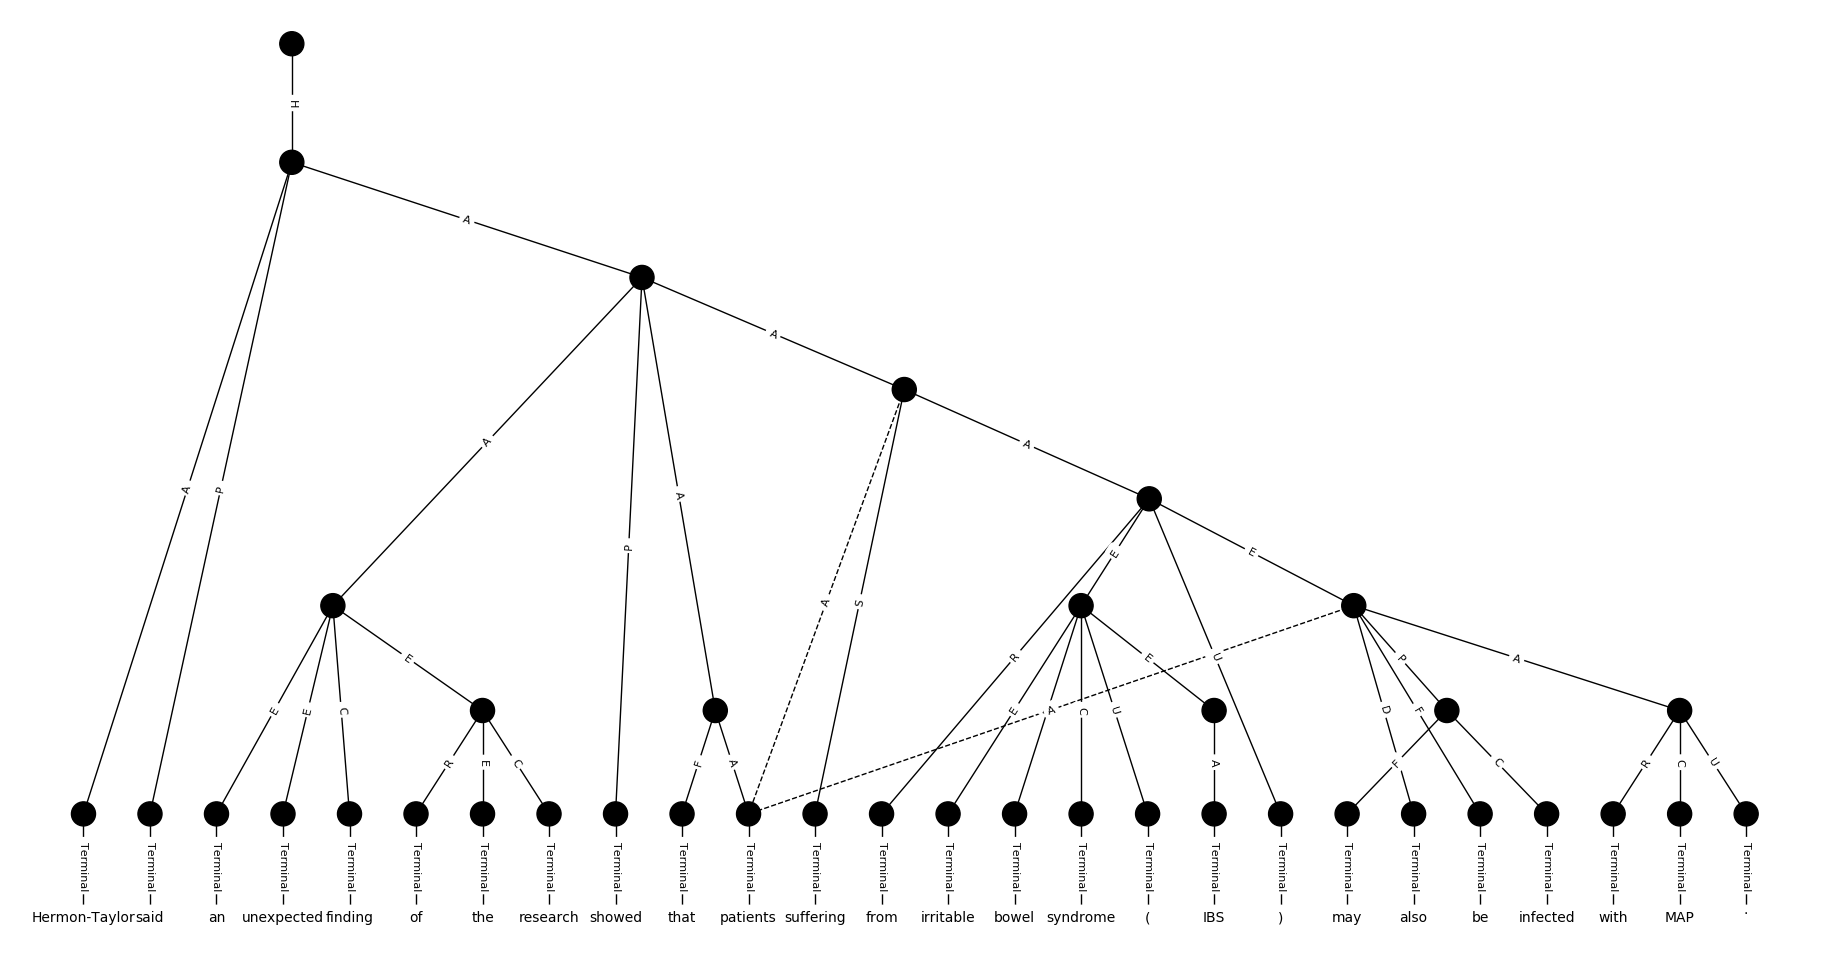 H
A
A
A
A
P
A
A
E
E
P
A
R
E
U
P
A
A
S
E
E
E
C
E
A
C
U
D
F
R
E
C
F
A
A
F
C
R
C
U
Terminal Terminal Terminal Terminal Terminal Terminal Terminal Terminal Terminal Terminal Terminal Terminal Terminal Terminal Terminal Terminal Terminal Terminal Terminal Terminal Terminal Terminal Terminal Terminal Terminal Terminal
Hermon-Taylor said an unexpected finding of the research showed that patients suffering from irritable bowel syndrome ( IBS ) may also be infected with MAP .